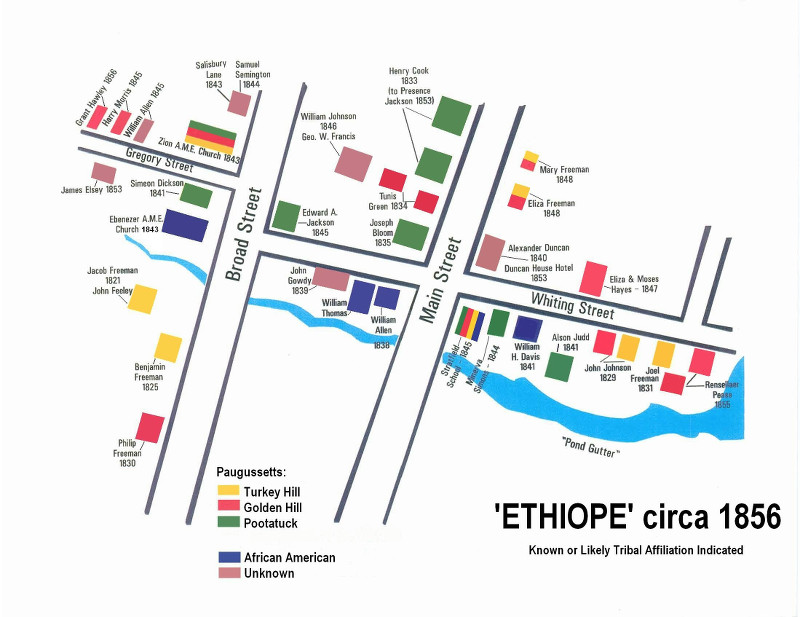 Grant Hawley 1856
Harry Morris 1845
William Allen 1845
Salisbury
Lane
1843
Samuel
Semington
1844
Zion A.M.E. Church 1843
Gregory Street
James Elsey 1853
Simeon Dickson
1841
Ebenezer A.M.E.
Church 1843
Jacob Freeman
1821
John Feeley
Benjamin
Freeman
1825
Philip
Freeman
1830
Broad Street
William Johnson
1846
Geo. W. Francis
Henry Cook
1833
(to Presence
Jackson 1853)
Tunis
Green 1834
Edward A.
Jackson
1845
Joseph
Bloom
1835
John
Gowdy
1839
William
Thomas
William
Allen
1838
Main Street
Mary Freeman
1848
Eliza Freeman
1848
Alexander Duncan
1840
Duncan House Hotel
1853
Eliza & Moses
Hayes - 1847
Whiting Street
Stratfield
School - 1845
Minerva
1844
William
H. Davis
1841
Alson Judd
1841
John Johnson
1829
Joel
Freeman
1831
Rensellaer
Pease
1855
"Pond Gutter"
Paugussetts:
Turkey Hill
Golden Hill
Pootatuck
African American
Unknown
'ETHIOPE' circa 1856
Known or Likely Tribal Affiliation Indicated